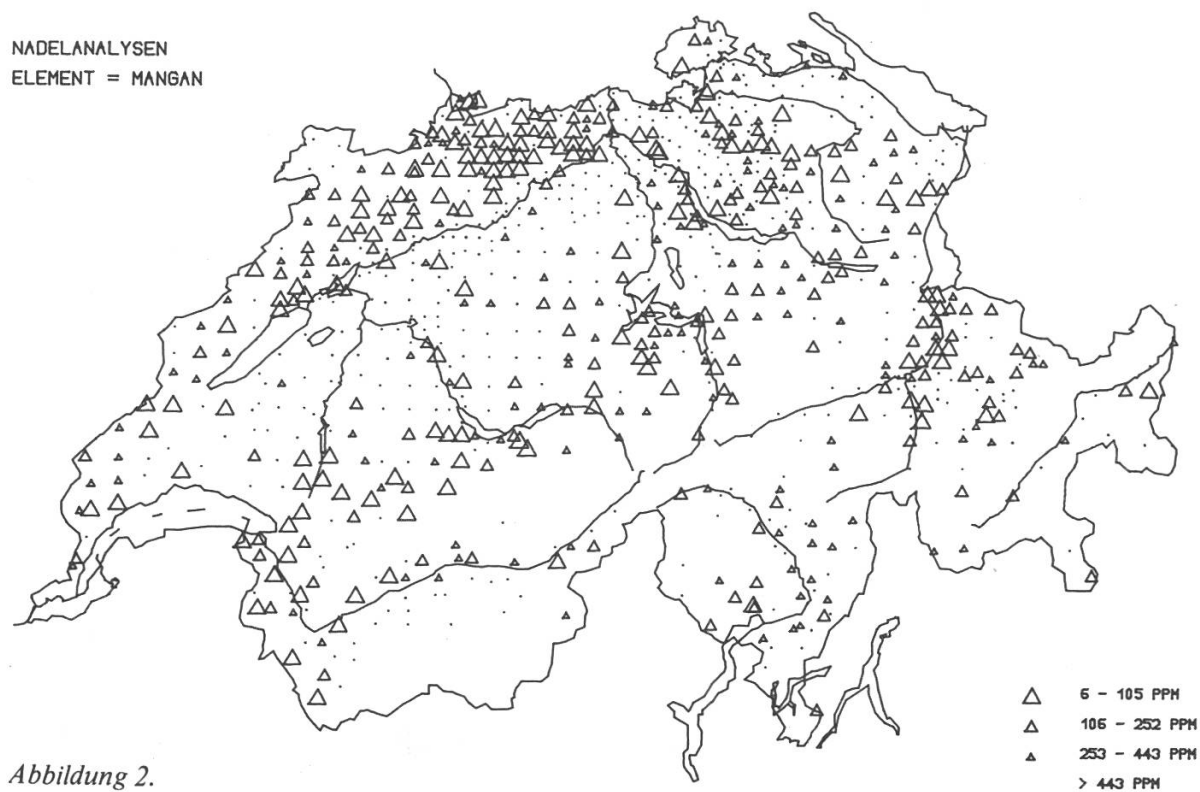 NADELANALYSEN
ELEMENT = MANGAN
6 - 105 PPM
106 - 252 PPM
253 - 443 PPM
> 443 PPM
Abbildung 2.